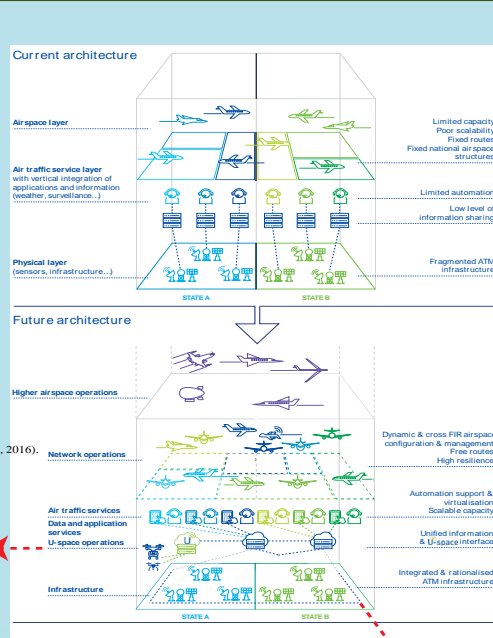 Current architecture
Airspace layer
Limited capacity
Poor scalability
Fixed routes
Fixed national airspace
structures
Air traffic service layer
with vertical integration of
applications and information
(weather, surveillance...)
Limited automation
Low level of
information sharing
Physical layer
(sensors, infrastructure...)
Fragmented ATM
infrastructure
STATE A
STATE B
Future architecture
Higher airspace operations
, 2016).
Network operations
Dynamic & cross FIR airspace
configuration & management
Free routes
High resilience
Air traffic services
Data and application
services
U-space operations
Automation support &
virtualisation
Scalable capacity
U
Unified information
& U-space interface
Infrastructure
Integrated & rationalised
ATM infrastructure
STATE A
STATE B